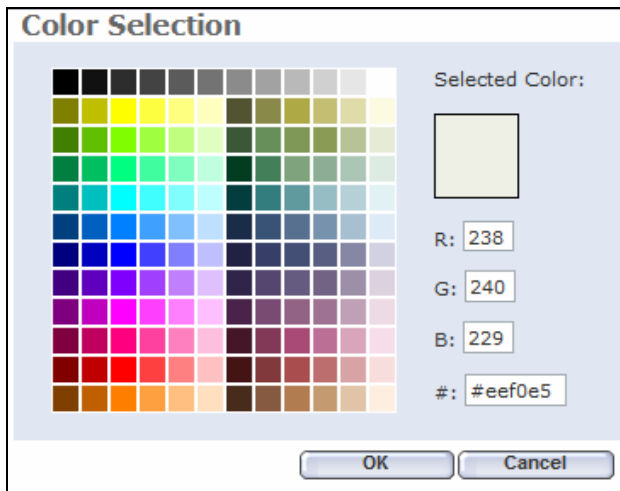 Color Selection
Selected Color:
R: 238
G: 240
B: 229
#: #eef0e5
OK
Cancel